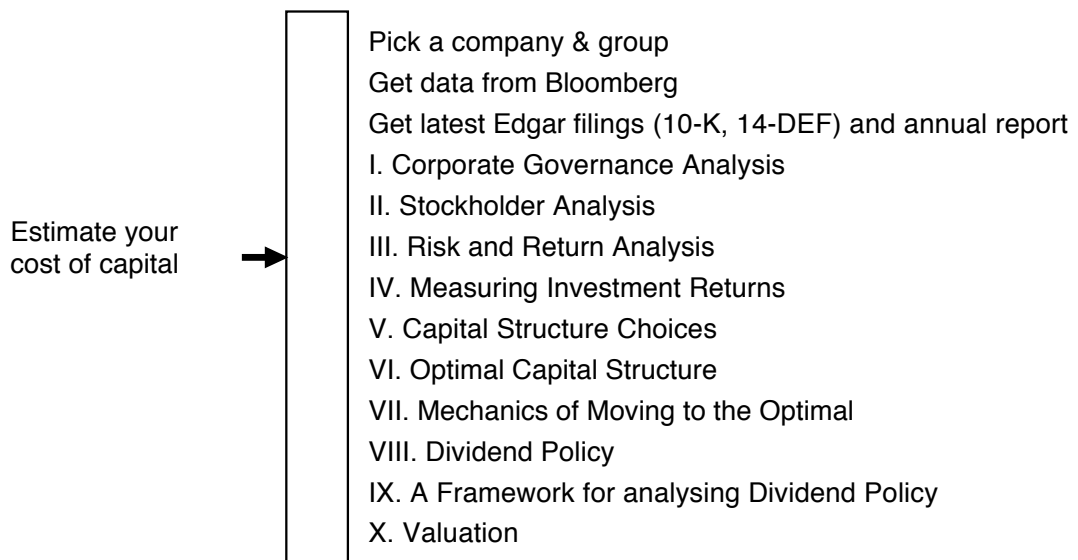 Pick a company & group
Get data from Bloomberg
Get latest Edgar filings (10-K, 14-DEF) and annual report
I. Corporate Governance Analysis
II. Stockholder Analysis
Estimate your
cost of capital
III. Risk and Return Analysis
IV. Measuring Investment Returns
V. Capital Structure Choices
VI. Optimal Capital Structure
VII. Mechanics of Moving to the Optimal
VIII. Dividend Policy
IX. A Framework for analysing Dividend Policy
X. Valuation